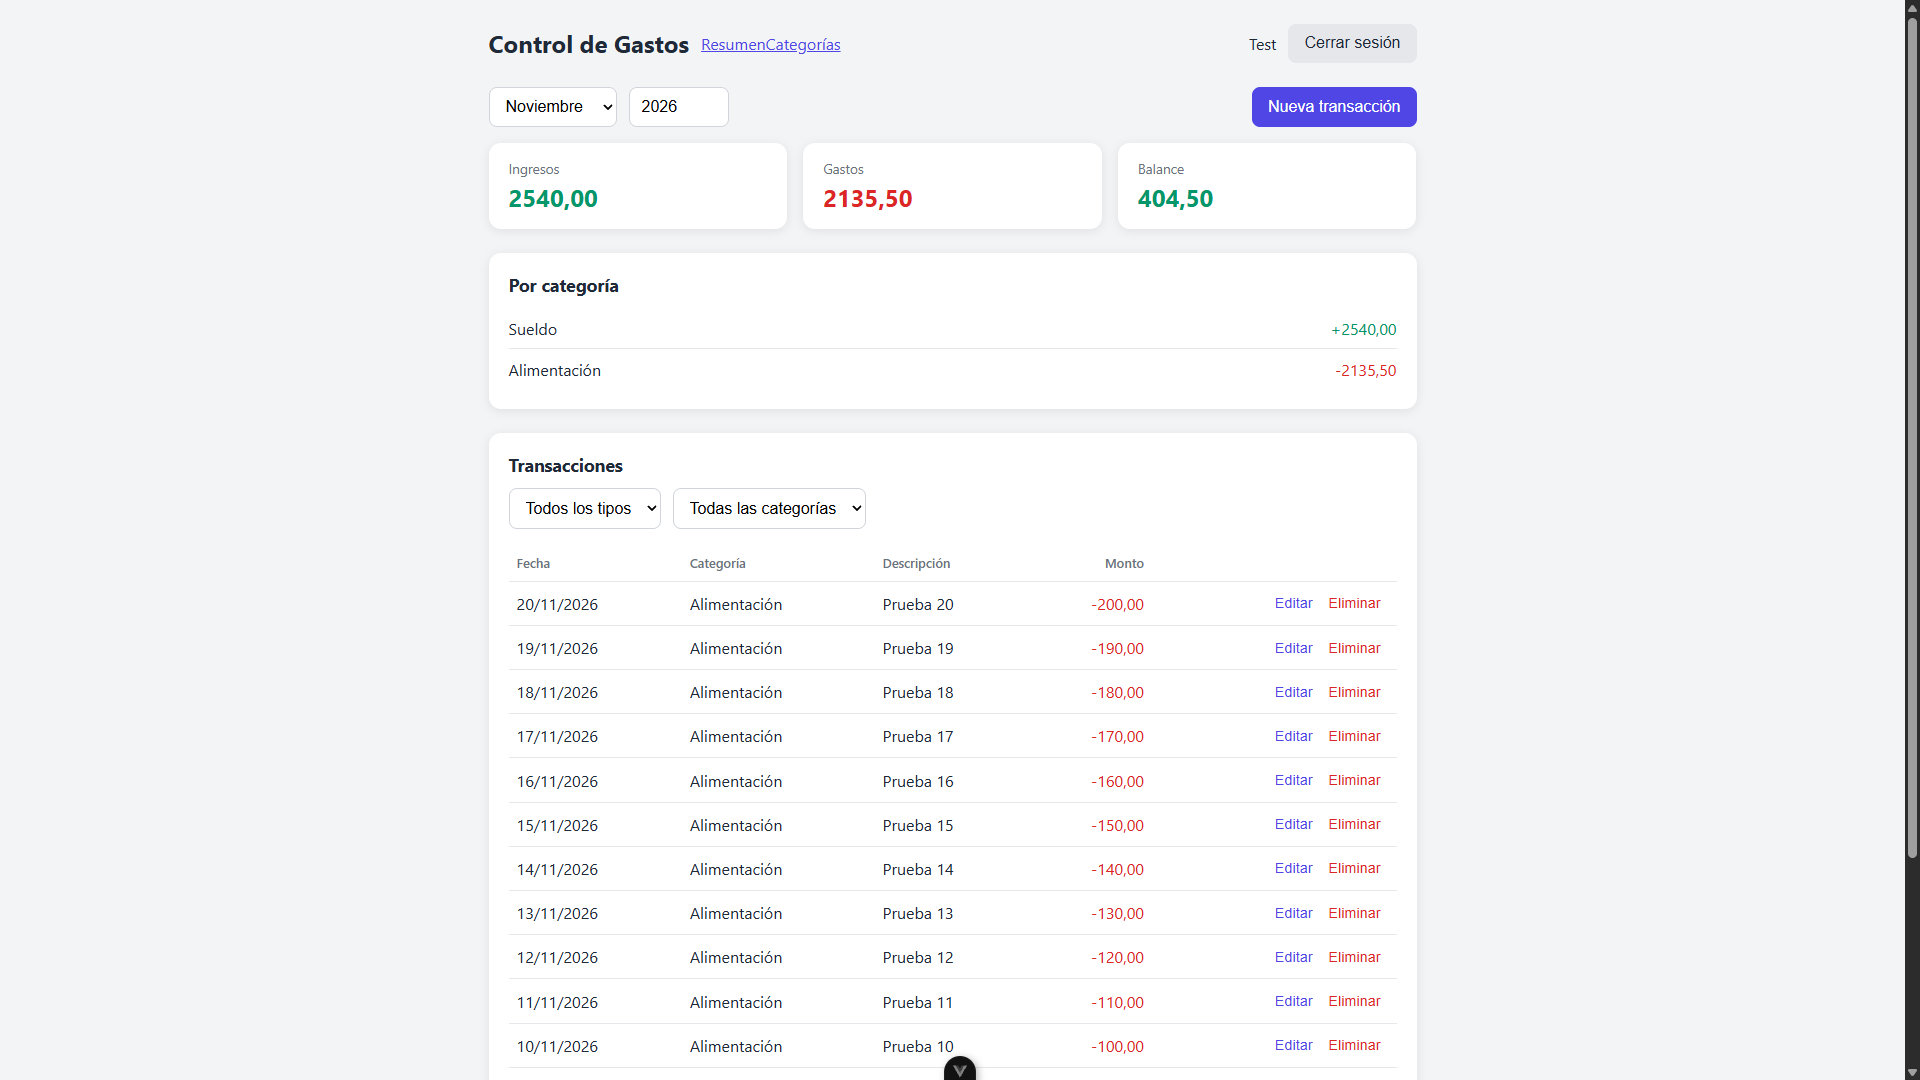 Control de Gastos ResumenCategorías Test Cerrar sesión
Noviembre 2026 Nueva transacción
Ingresos Gastos Balance
2540,00 2135,50 404,50
Por categoría
Sueldo +2540,00
Alimentación -2135,50
Transacciones
Todos los tipos Todas las categorías
Fecha Categoría Descripción Monto
20/11/2026 Alimentación Prueba 20 -200,00 Editar Eliminar
19/11/2026 Alimentación Prueba 19 -190,00 Editar Eliminar
18/11/2026 Alimentación Prueba 18 -180,00 Editar Eliminar
17/11/2026 Alimentación Prueba 17 -170,00 Editar Eliminar
16/11/2026 Alimentación Prueba 16 -160,00 Editar Eliminar
15/11/2026 Alimentación Prueba 15 -150,00 Editar Eliminar
14/11/2026 Alimentación Prueba 14 -140,00 Editar Eliminar
13/11/2026 Alimentación Prueba 13 -130,00 Editar Eliminar
12/11/2026 Alimentación Prueba 12 -120,00 Editar Eliminar
11/11/2026 Alimentación Prueba 11 -110,00 Editar Eliminar
10/11/2026 Alimentación Prueba 10 -100,00 Editar Eliminar